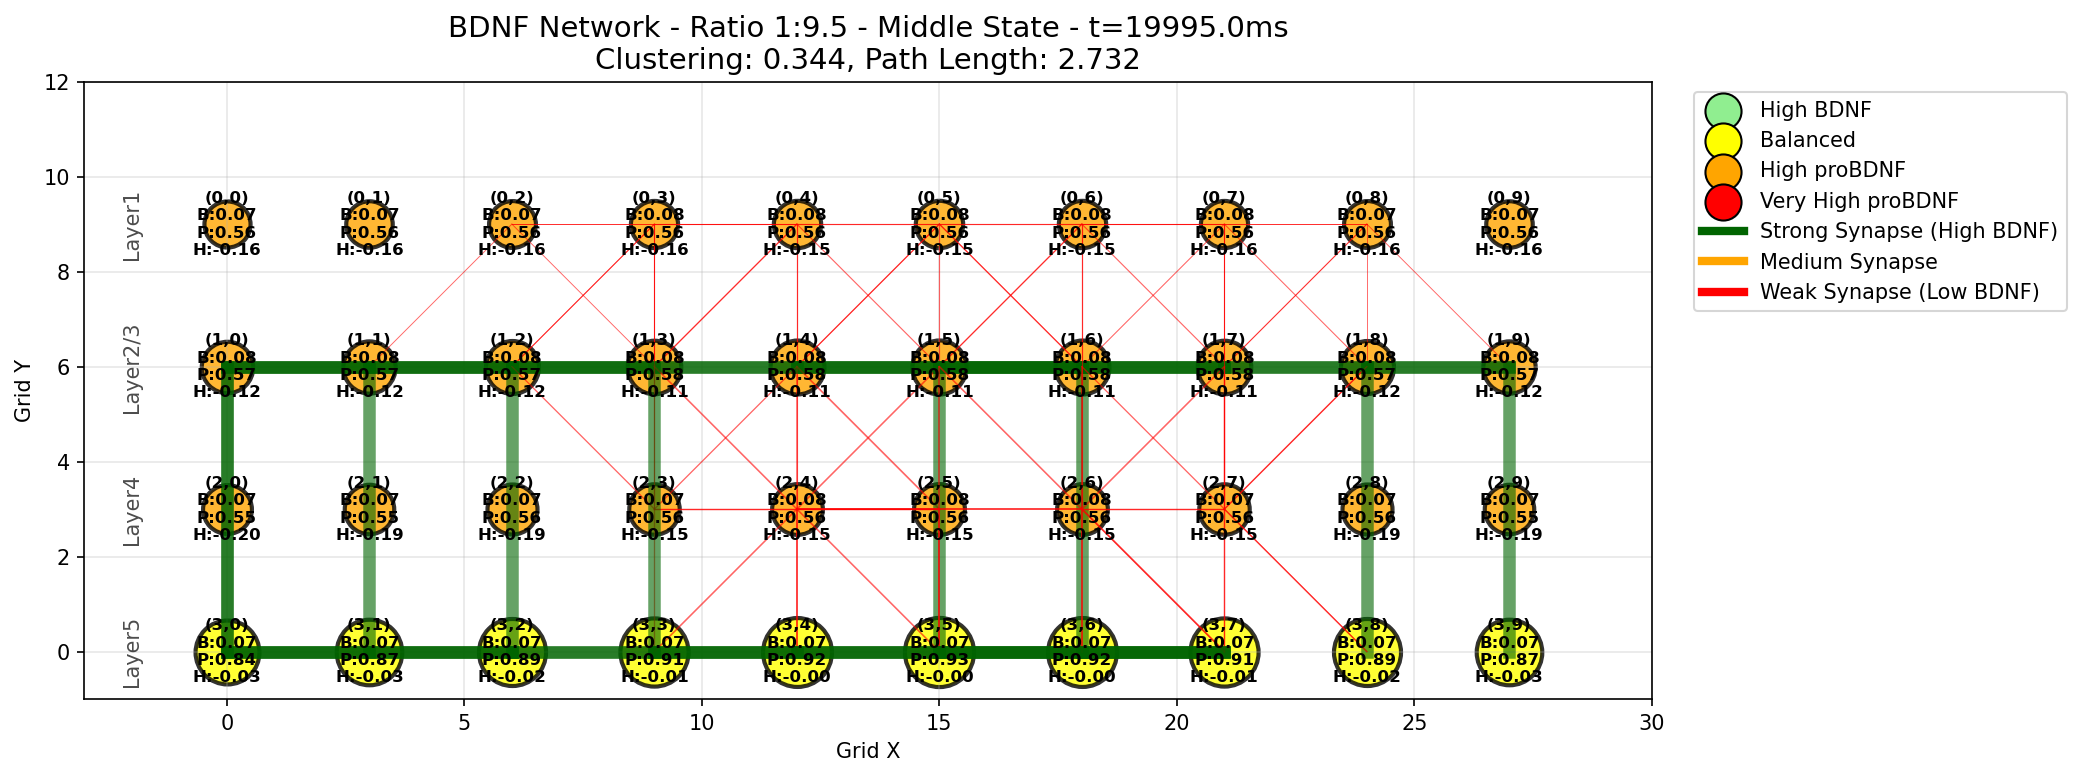 BDNF Network - Ratio 1:9.5 - Middle State - t=19995.0ms
Clustering: 0.344, Path Length: 2.732
12
10
8
6
4
2
0
Grid Y
Layer1
Layer2/3
Layer4
Layer5
(0,0) (0,1) (0,2) (0,3) (0,4) (0,5) (0,6) (0,7) (0,8) (0,9)
B:0.07 B:0.07 B:0.07 B:0.08 B:0.08 B:0.08 B:0.08 B:0.08 B:0.07 B:0.07
P:0.56 P:0.56 P:0.56 P:0.56 P:0.56 P:0.56 P:0.56 P:0.56 P:0.56 P:0.56
H:-0.16 H:-0.16 H:-0.16 H:-0.16 H:-0.15 H:-0.15 H:-0.15 H:-0.16 H:-0.16 H:-0.16
(1,0) (1,1) (1,2) (1,3) (1,4) (1,5) (1,6) (1,7) (1,8) (1,9)
B:0.08 B:0.08 B:0.08 B:0.08 B:0.08 B:0.08 B:0.08 B:0.08 B:0.08 B:0.08
P:0.57 P:0.57 P:0.57 P:0.58 P:0.58 P:0.58 P:0.58 P:0.58 P:0.57 P:0.57
H:-0.12 H:-0.12 H:-0.12 H:-0.11 H:-0.11 H:-0.11 H:-0.11 H:-0.11 H:-0.12 H:-0.12
(2,0) (2,1) (2,2) (2,3) (2,4) (2,5) (2,6) (2,7) (2,8) (2,9)
B:0.07 B:0.07 B:0.07 B:0.07 B:0.08 B:0.08 B:0.08 B:0.07 B:0.07 B:0.07
P:0.55 P:0.55 P:0.56 P:0.56 P:0.56 P:0.56 P:0.56 P:0.56 P:0.56 P:0.55
H:-0.20 H:-0.19 H:-0.19 H:-0.15 H:-0.15 H:-0.15 H:-0.15 H:-0.15 H:-0.19 H:-0.19
(3,0) (3,1) (3,2) (3,3) (3,4) (3,5) (3,6) (3,7) (3,8) (3,9)
B:0.07 B:0.07 B:0.07 B:0.07 B:0.07 B:0.07 B:0.07 B:0.07 B:0.07 B:0.07
P:0.84 P:0.87 P:0.89 P:0.91 P:0.92 P:0.93 P:0.92 P:0.91 P:0.89 P:0.87
H:-0.03 H:-0.03 H:-0.02 H:-0.01 H:-0.00 H:-0.00 H:-0.00 H:-0.01 H:-0.02 H:-0.03
0 5 10 15 20 25 30
Grid X
High BDNF
Balanced
High proBDNF
Very High proBDNF
Strong Synapse (High BDNF)
Medium Synapse
Weak Synapse (Low BDNF)